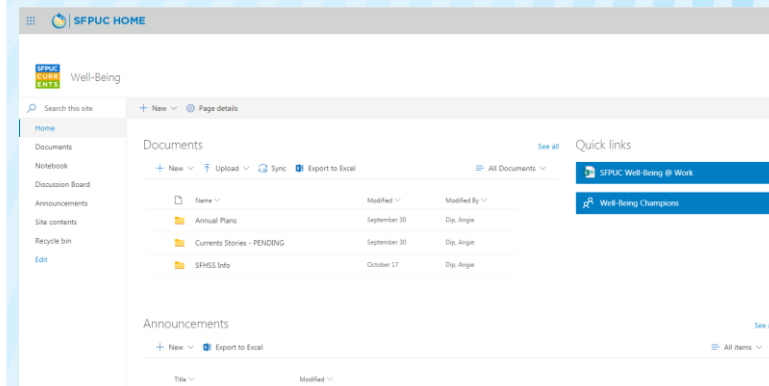 SFPUC HOME
SFPUC
CURR
ENTS
Well-Being
Search this site
+ New Page details
Home
Documents
Notebook
Discussion Board
Announcements
Site contents
Recycle bin
Edit
Documents See all
+ New Upload Sync Export to Excel All Documents
Name Modified Modified By
Annual Plans September 30 Dip, Angie
Currents Stories - PENDING September 30 Dip, Angie
SFHSS Info October 17 Dip, Angie
Quick links
SFPUC Well-Being @ Work
Well-Being Champions
Announcements See
+ New Export to Excel All items
Title Modified